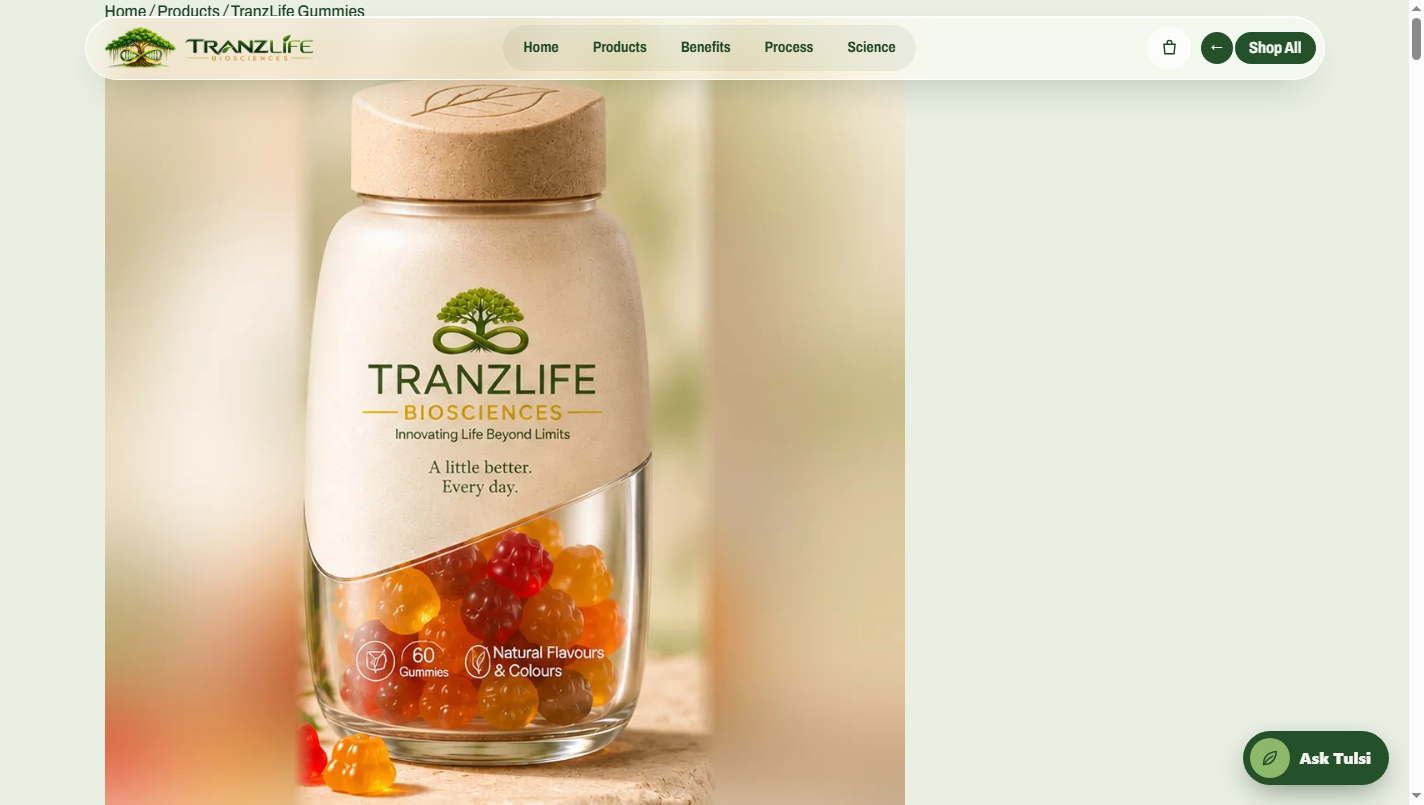 Home / Products / TranzLife Gummies
TRANZLIFE
BIOSCIENCES
Home
Products
Benefits
Process
Science
←
Shop All
TRANZLIFE
BIOSCIENCES
Innovating Life Beyond Limits
A little better.
Every day.
60
Gummies
Natural Flavours
& Colours
Ask Tulsi